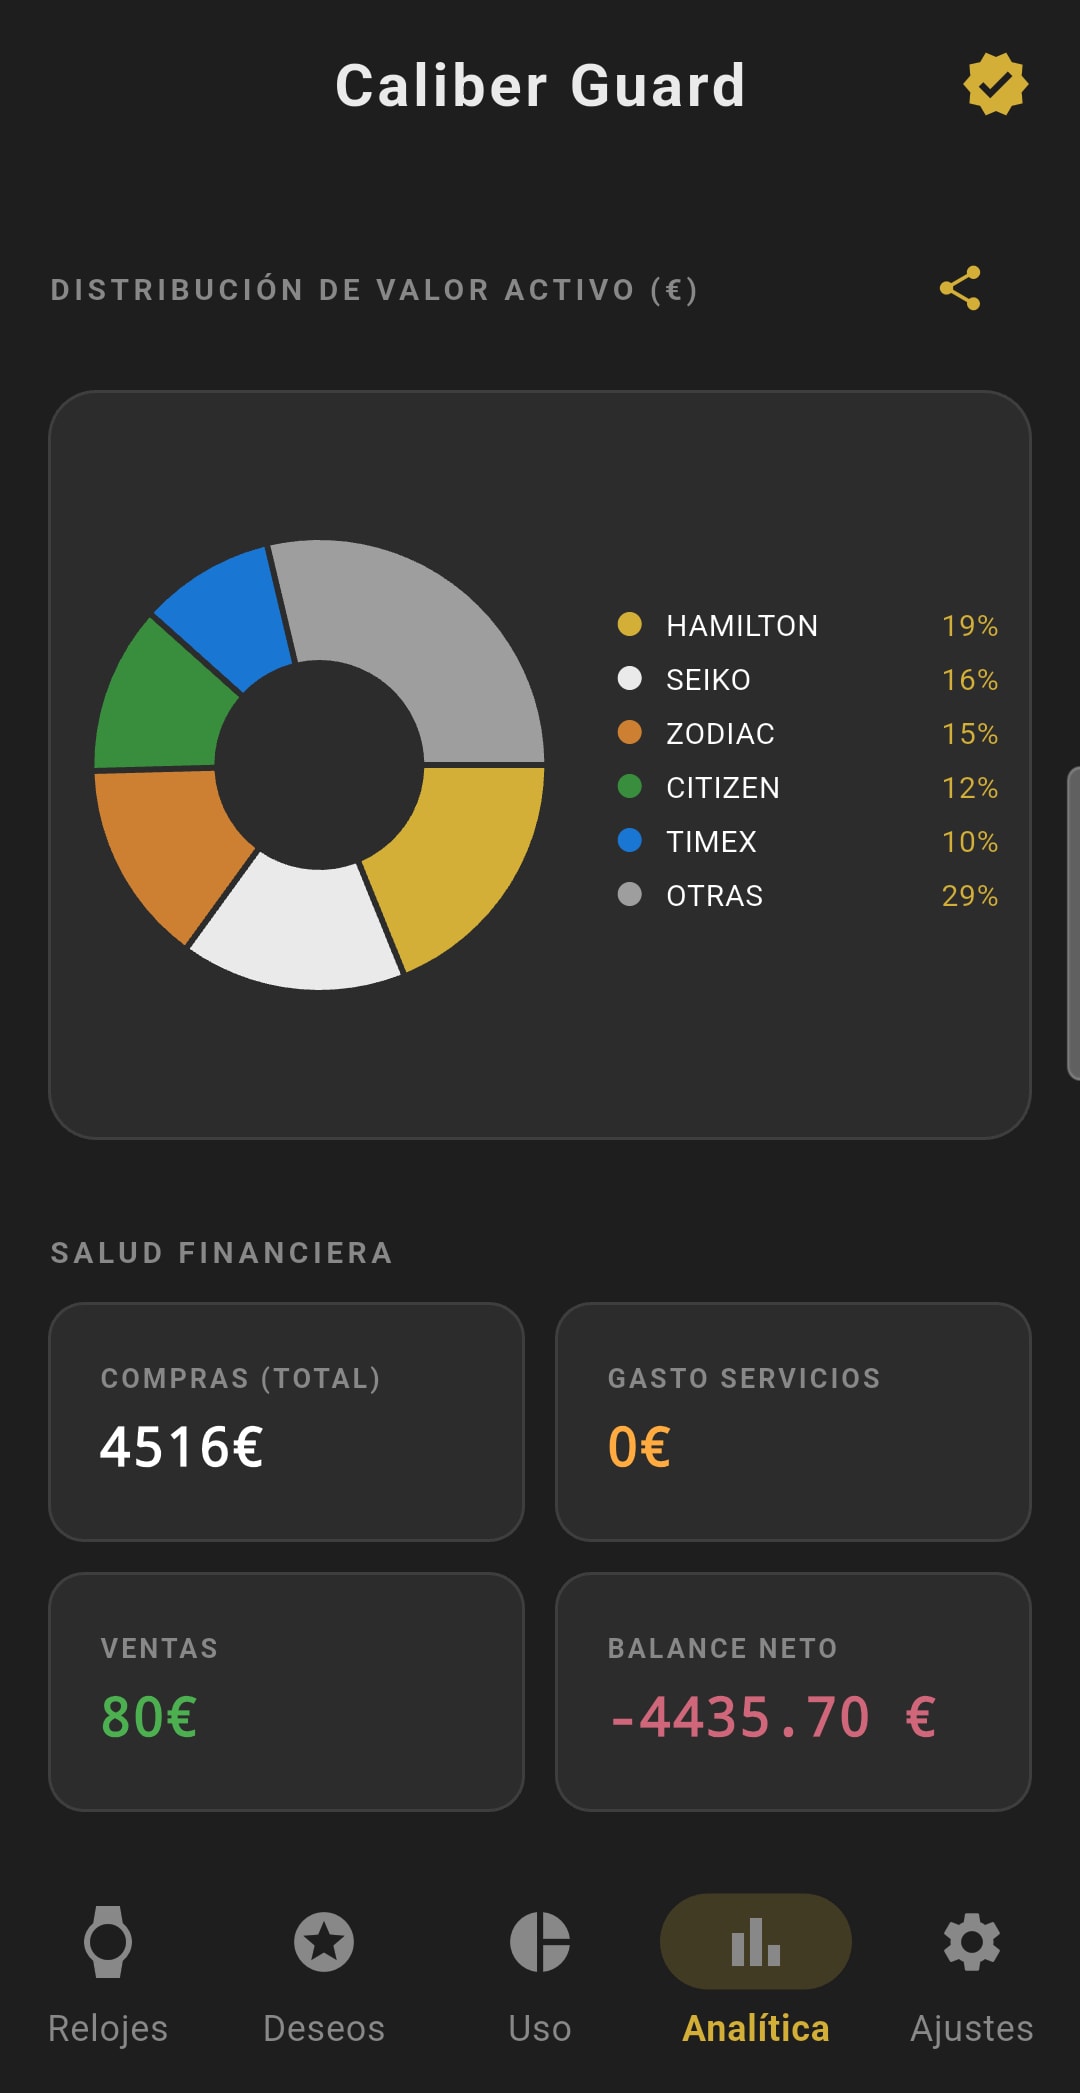 Caliber Guard
DISTRIBUCIÓN DE VALOR ACTIVO (€)
HAMILTON 19%
SEIKO 16%
ZODIAC 15%
CITIZEN 12%
TIMEX 10%
OTRAS 29%
SALUD FINANCIERA
COMPRAS (TOTAL)
4516€
GASTO SERVICIOS
0€
VENTAS
80€
BALANCE NETO
-4435.70 €
Relojes
Deseos
Uso
Analítica
Ajustes